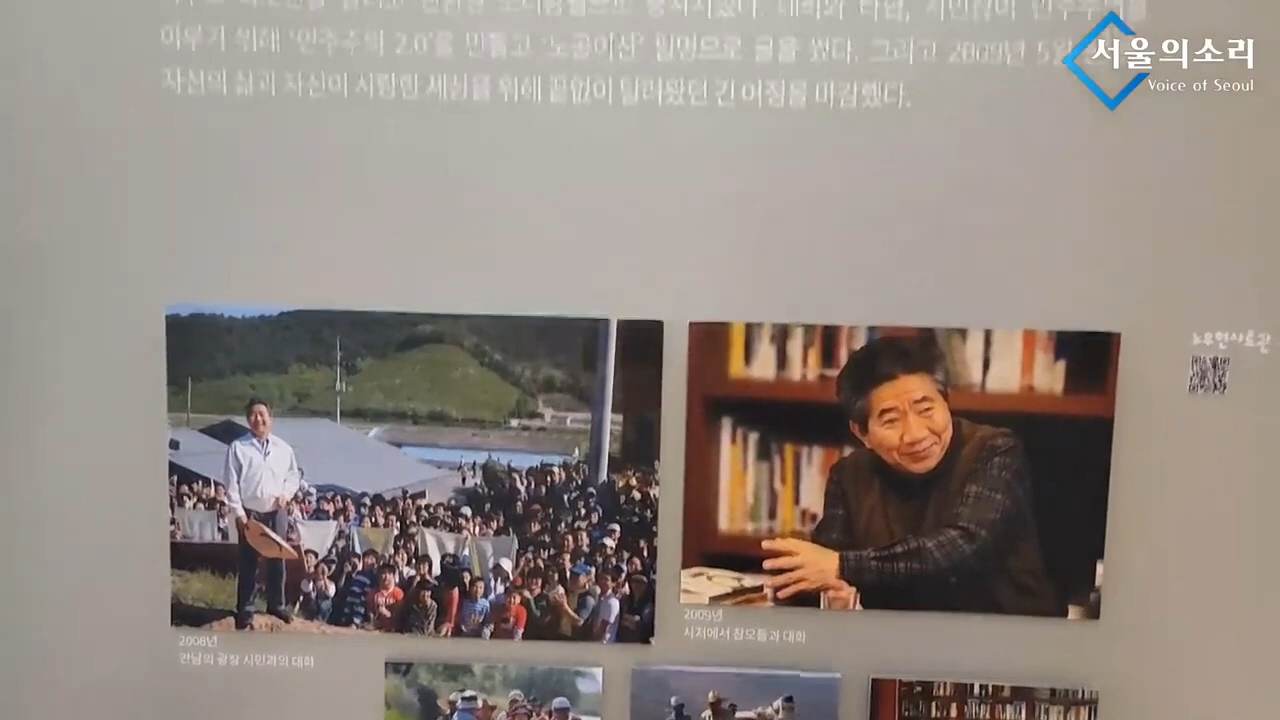 이루기 위해 '민주주의 2.0'을 만들고 '노공이산' 필명으로 글을 썼다. 그리고 2009년 5월
자신의 삶과 자신이 사랑한 세상을 위해 끝없이 달려왔던 긴 여정을 마감했다.
서울의소리
Voice of Seoul
노무현사료관
2008년
만남의 광장 시민과의 대화
2009년
사저에서 참모들과 대화